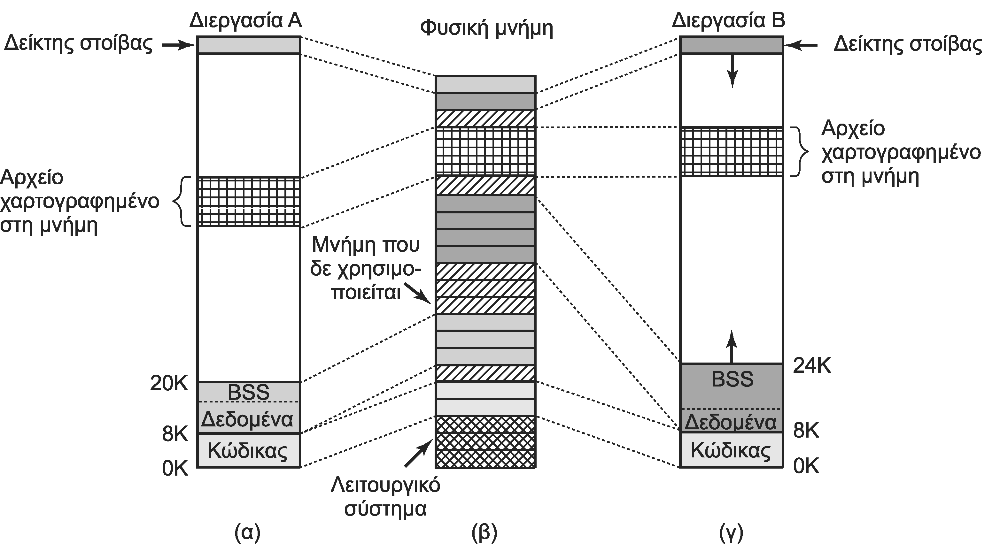 Διεργασία Α
Φυσική μνήμη
Διεργασία Β
Δείκτης στοίβας
Δείκτης στοίβας
Αρχείο
χαρτογραφημένο
στη μνήμη
Αρχείο
χαρτογραφημένο
στη μνήμη
Μνήμη που
δε χρησιμο-
ποιείται
20K
BSS
Δεδομένα
8K
Κώδικας
0K
24K
BSS
Δεδομένα
8K
Κώδικας
0K
Λειτουργικό
σύστημα
(α)
(β)
(γ)